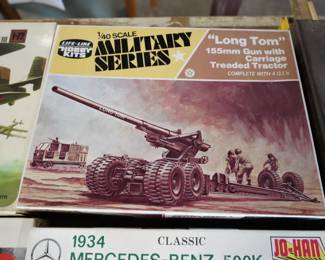 LIFE-LIKE
HOBBY
KITS
1/40 SCALE
MILITARY
SERIES
"Long Tom"
155mm Gun with
Carriage
Treaded Tractor
COMPLETE WITH 4 G.I.'s
1934
CLASSIC
MERCEDES-BENZ 500K
JO-HAN